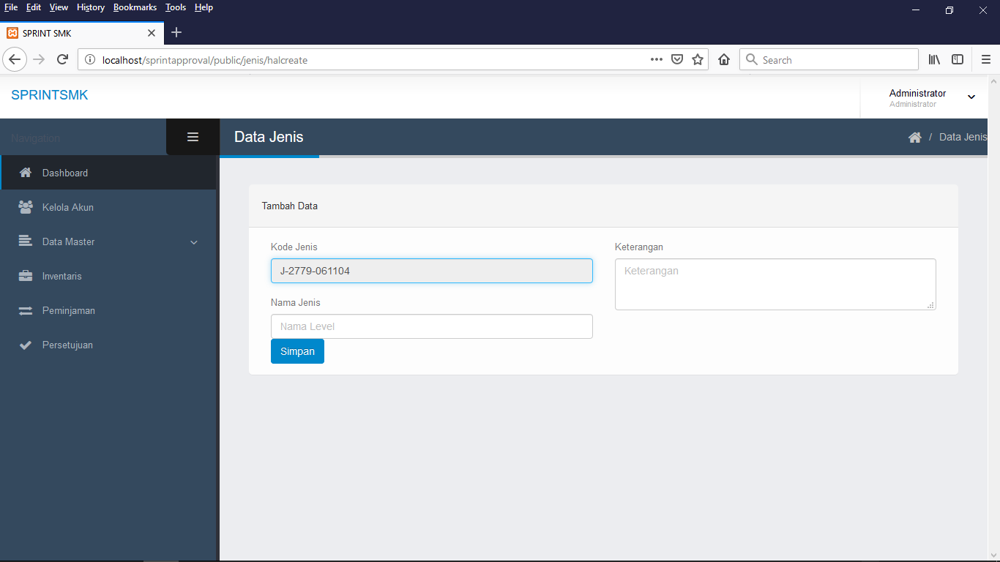 File Edit View History Bookmarks Tools Help
SPRINT SMK
localhost/sprintapproval/public/jenis/halcreate
Search
SPRINTSMK
Administrator
Administrator
Navigation
Data Jenis
/ Data Jenis
Dashboard
Kelola Akun
Data Master
Inventaris
Peminjaman
Persetujuan
Tambah Data
Kode Jenis
J-2779-061104
Nama Jenis
Nama Level
Simpan
Keterangan
Keterangan